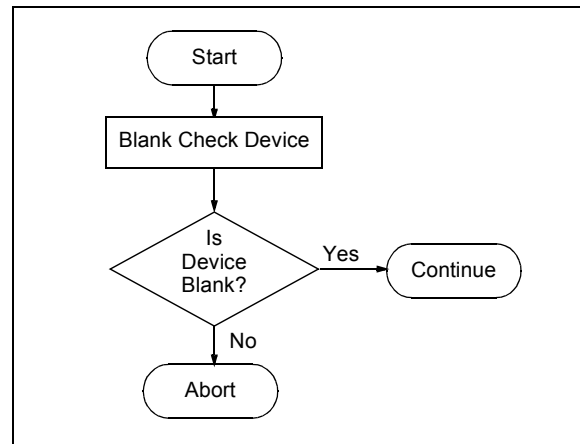 Start
Blank Check Device
Is
Device
Blank?
Yes
Continue
No
Abort